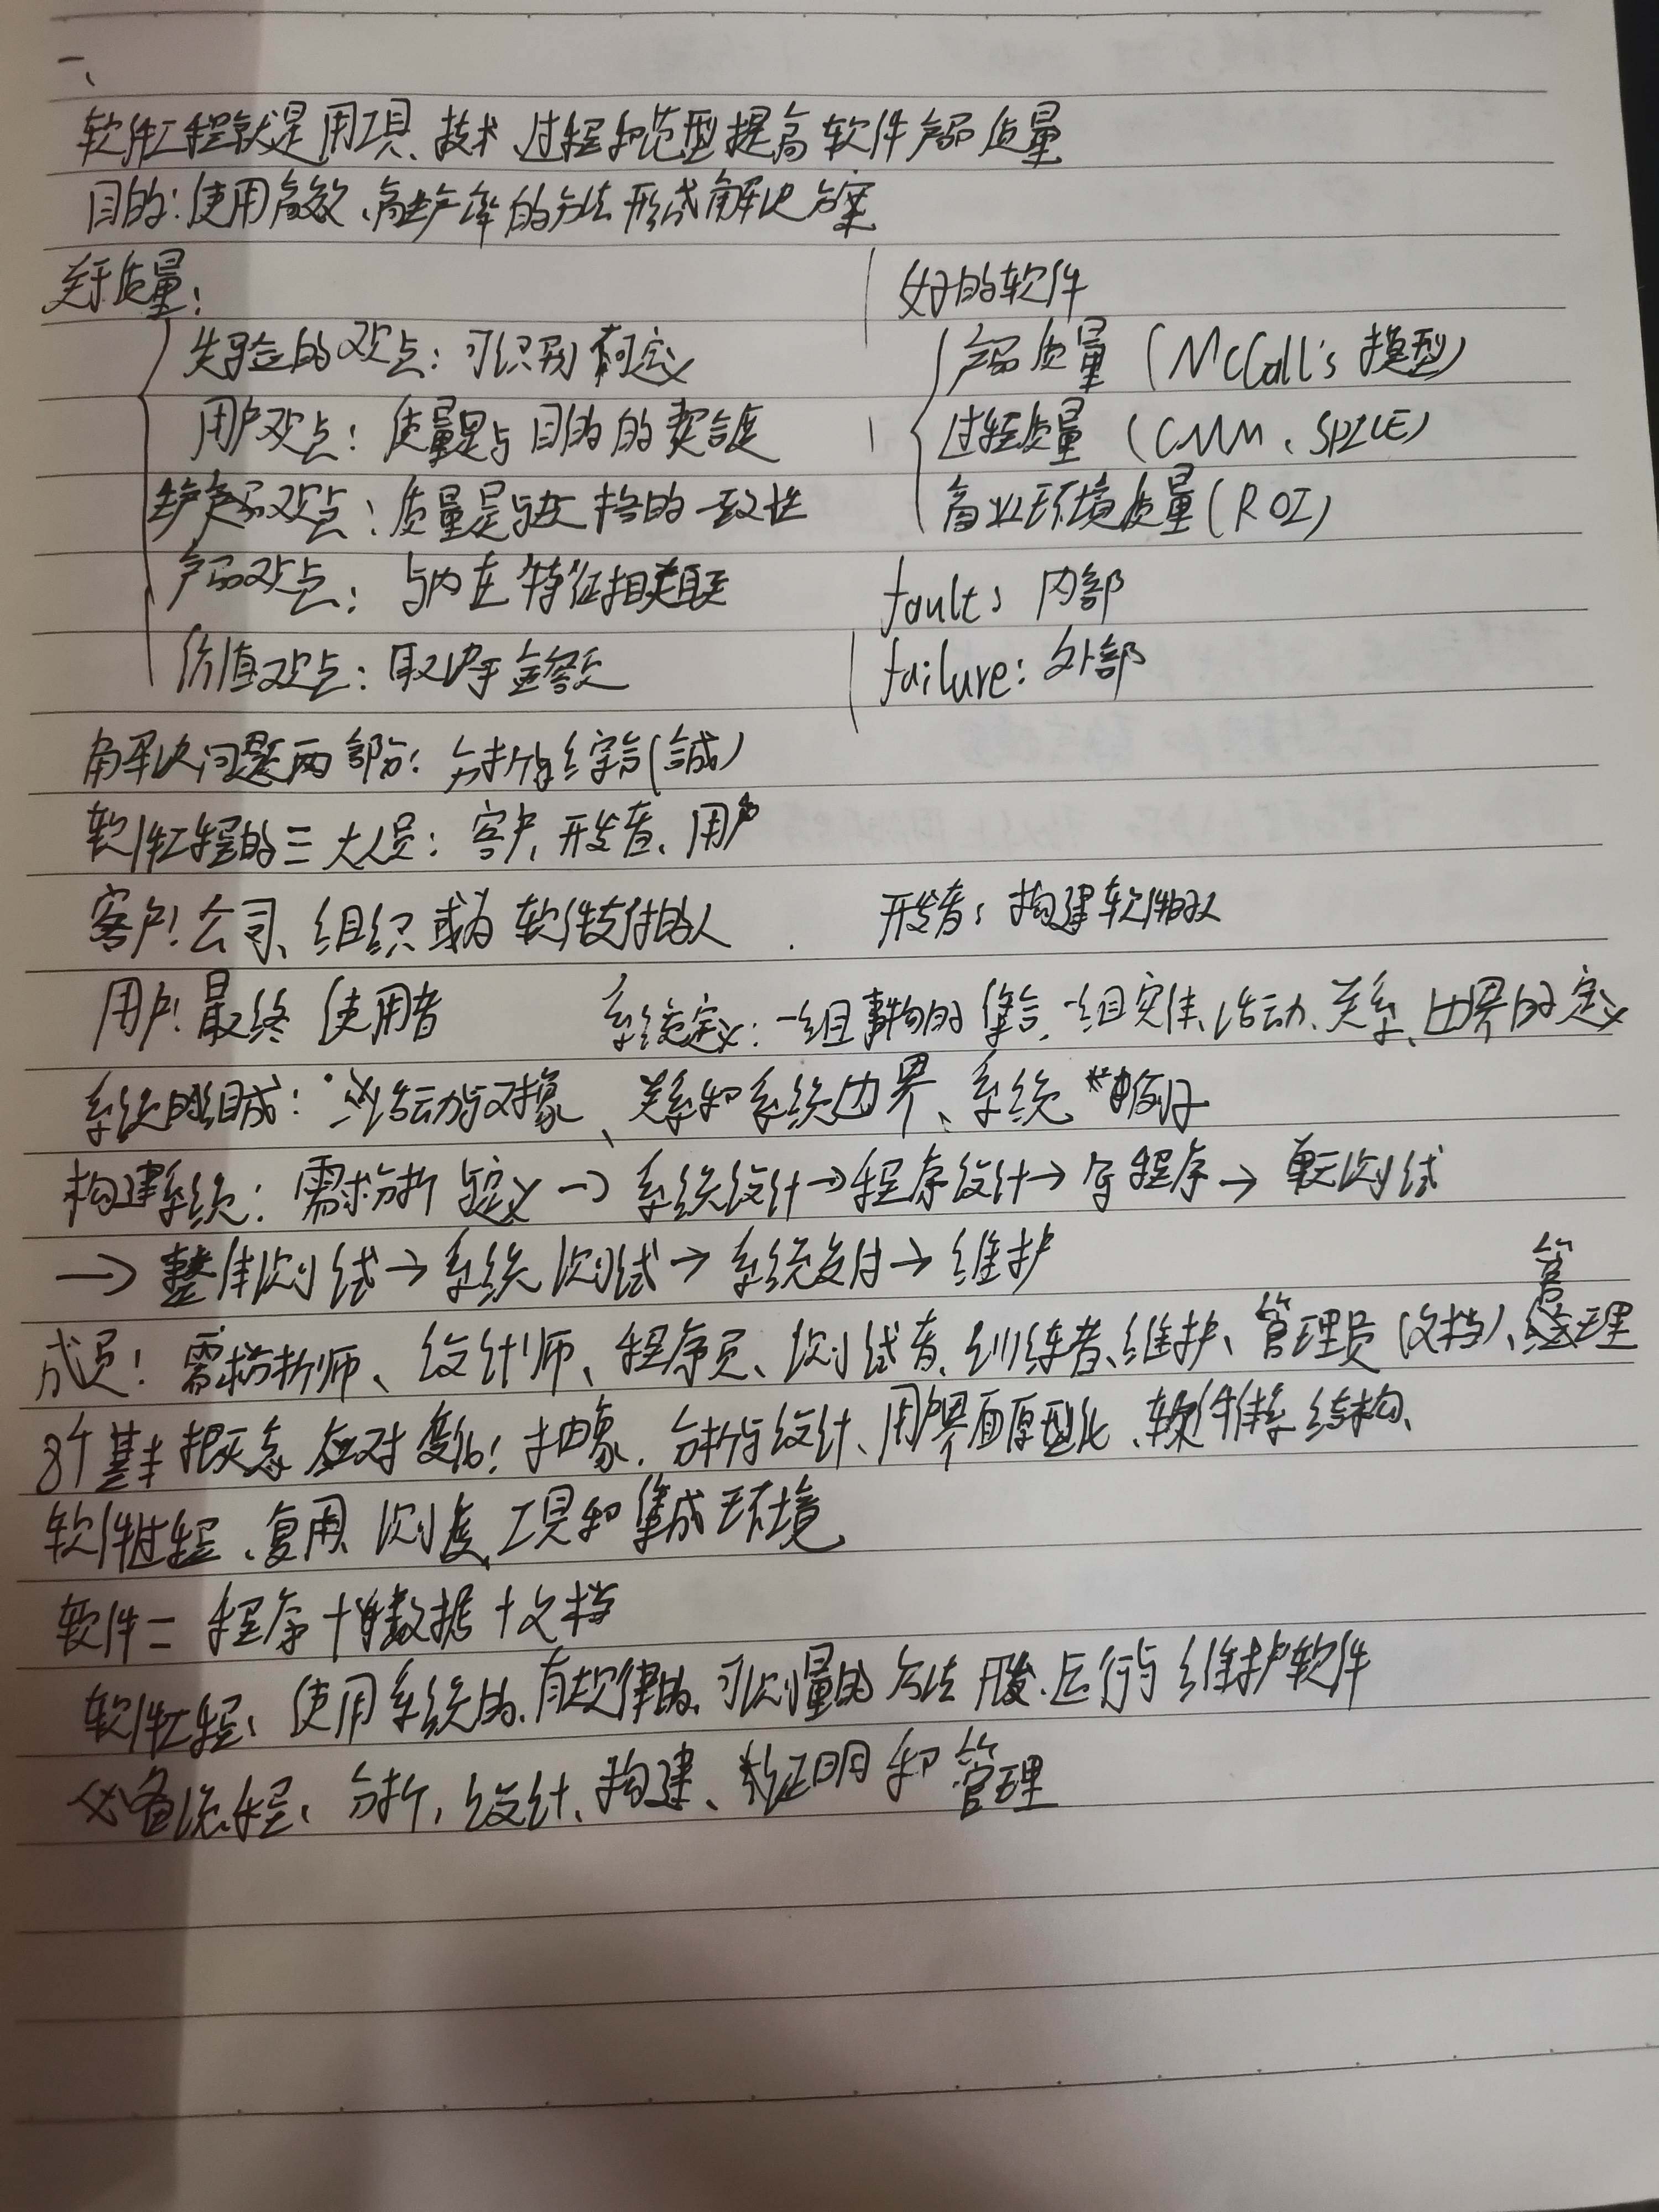 一、
软件工程就是用工具、技术、过程和范型提高软件产品质量
目的：使用高效、高生产率的方法形成解决方案
关于质量：
先验的观点：可识别 不可定义
用户观点：质量是与目的的契合度
生产观点：质量是与规格的一致性
产品观点：与内在特征相关联
价值观点：取决于金额
好的软件
产品质量（McCall's 模型）
过程质量（CMM、SPICE）
商业环境质量（ROI）
fault：内部
failure：外部
解决问题两部分：分析与综合（合成）
软件工程的三大人员：客户、开发者、用户
客户：公司、组织或为软件支付的人
开发者：构建软件的人
用户：最终使用者
系统定义：一组事物的集合，一组实体、活动、关系、边界的定义
系统的组成：活动与对象、关系和系统边界、系统 例子
构建系统：需求分析 定义→系统设计→程序设计→写程序→单元测试
→整体测试→系统测试→系统交付→维护
成员：需求分析师、设计师、程序员、测试者、训练者、维护、管理员（文档）、管理
8个基本概念应对变化：抽象、分析与设计、用户界面原型化、软件体系结构、
软件过程、复用、测度、工具和集成环境
软件＝程序＋数据＋文档
软件工程：使用系统的、有规律的、可测量的方法开发、运行与维护软件
必备流程：分析、设计、构建、证明和管理